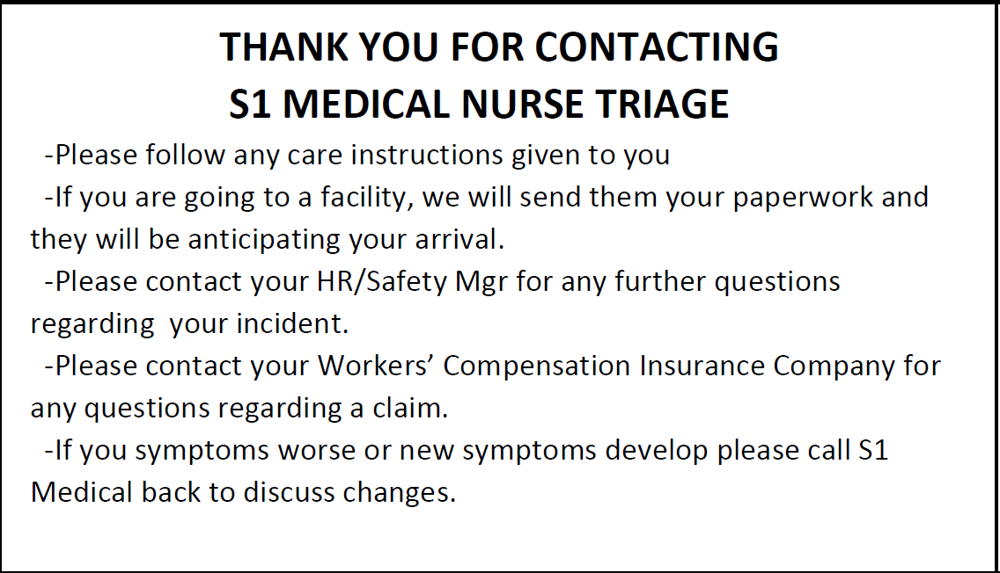 THANK YOU FOR CONTACTING
S1 MEDICAL NURSE TRIAGE
-Please follow any care instructions given to you
-If you are going to a facility, we will send them your paperwork and
they will be anticipating your arrival.
-Please contact your HR/Safety Mgr for any further questions
regarding  your incident.
-Please contact your Workers’ Compensation Insurance Company for
any questions regarding a claim.
-If you symptoms worse or new symptoms develop please call S1
Medical back to discuss changes.